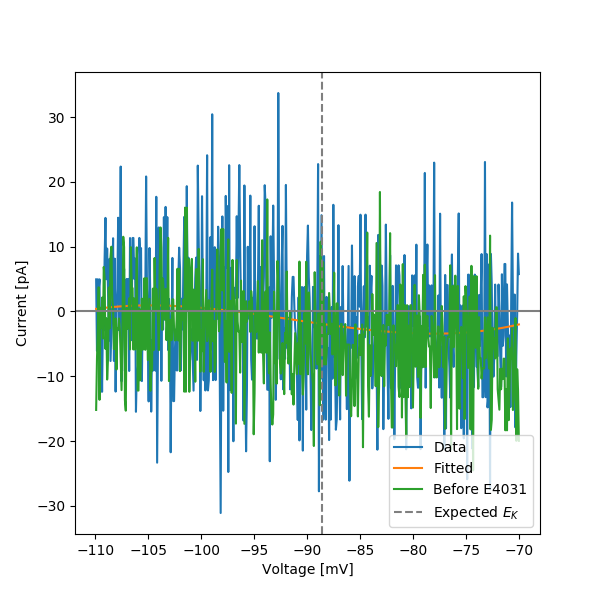 30
20
10
0
−10
−20
−30
Current [pA]
Data
Fitted
Before E4031
Expected E_K
−110 −105 −100 −95 −90 −85 −80 −75 −70
Voltage [mV]